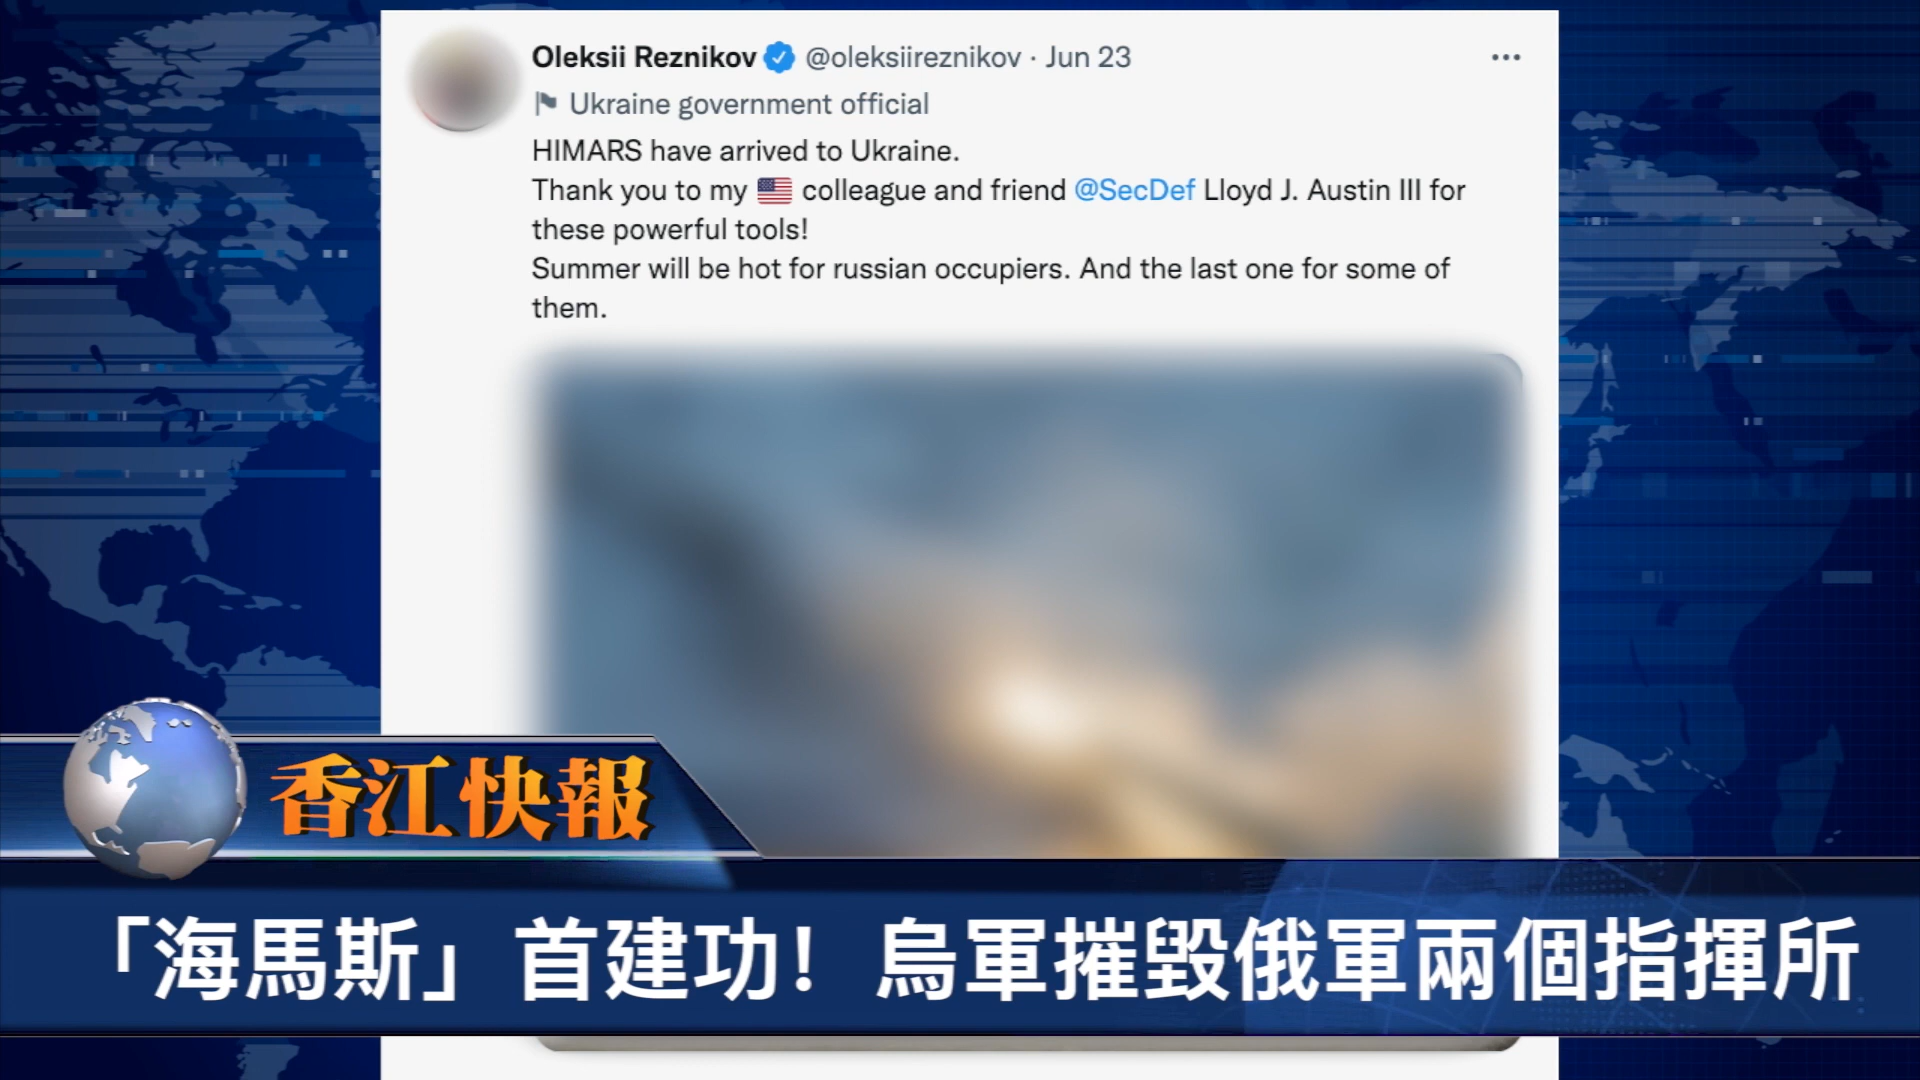 Oleksii Reznikov @oleksiireznikov · Jun 23
Ukraine government official
HIMARS have arrived to Ukraine.
Thank you to my 🇺🇸 colleague and friend @SecDef Lloyd J. Austin III for
these powerful tools!
Summer will be hot for russian occupiers. And the last one for some of
them.
香江快報
「海馬斯」首建功！烏軍摧毀俄軍兩個指揮所